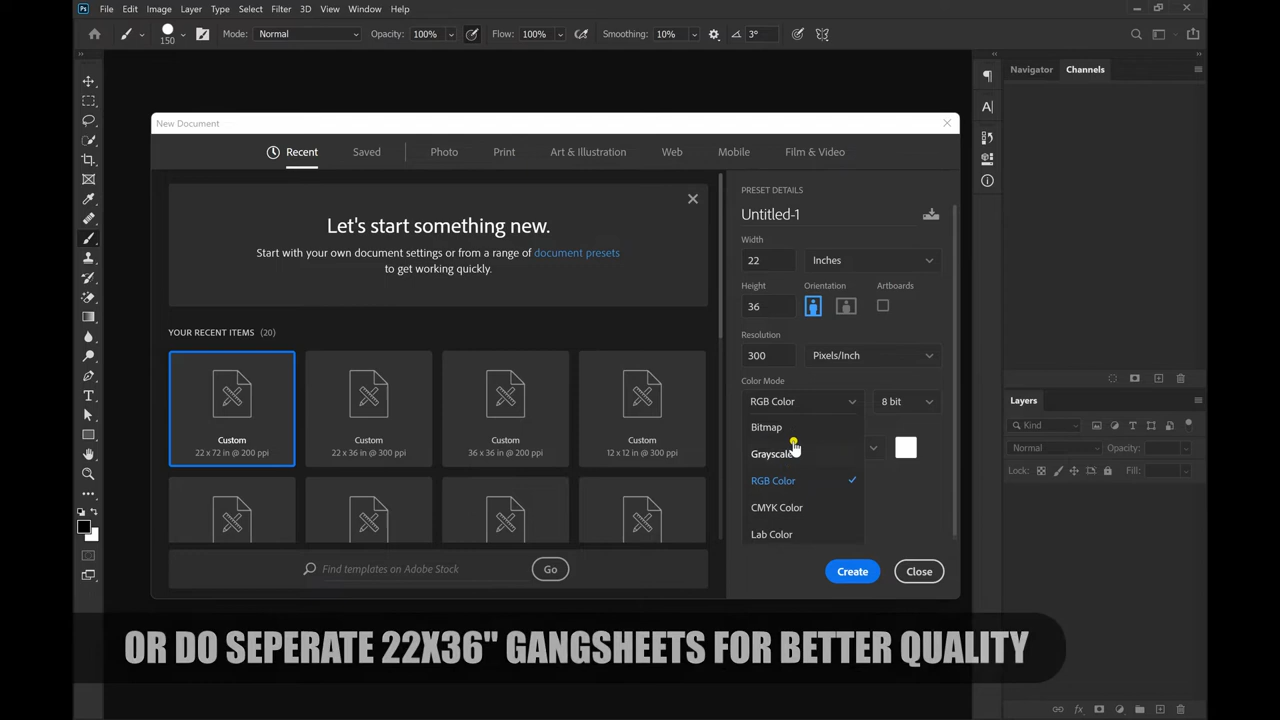 Ps File Edit Image Layer Type Select Filter 3D View Window Help
150 Mode: Normal Opacity: 100% Flow: 100% Smoothing: 10% 3°
Navigator Channels
New Document
Recent Saved Photo Print Art & Illustration Web Mobile Film & Video
Let's start something new.
Start with your own document settings or from a range of document presets
to get working quickly.
YOUR RECENT ITEMS (20)
Custom
22 x 72 in @ 200 ppi
Custom
22 x 36 in @ 300 ppi
Custom
36 x 36 in @ 200 ppi
Custom
12 x 12 in @ 300 ppi
Find templates on Adobe Stock Go
PRESET DETAILS
Untitled-1
Width
22 Inches
Height Orientation Artboards
36
Resolution
300 Pixels/Inch
Color Mode
RGB Color 8 bit
Bitmap
Grayscale
RGB Color
CMYK Color
Lab Color
Create Close
Layers
Kind
Normal Opacity:
Lock: Fill:
OR DO SEPERATE 22X36" GANGSHEETS FOR BETTER QUALITY